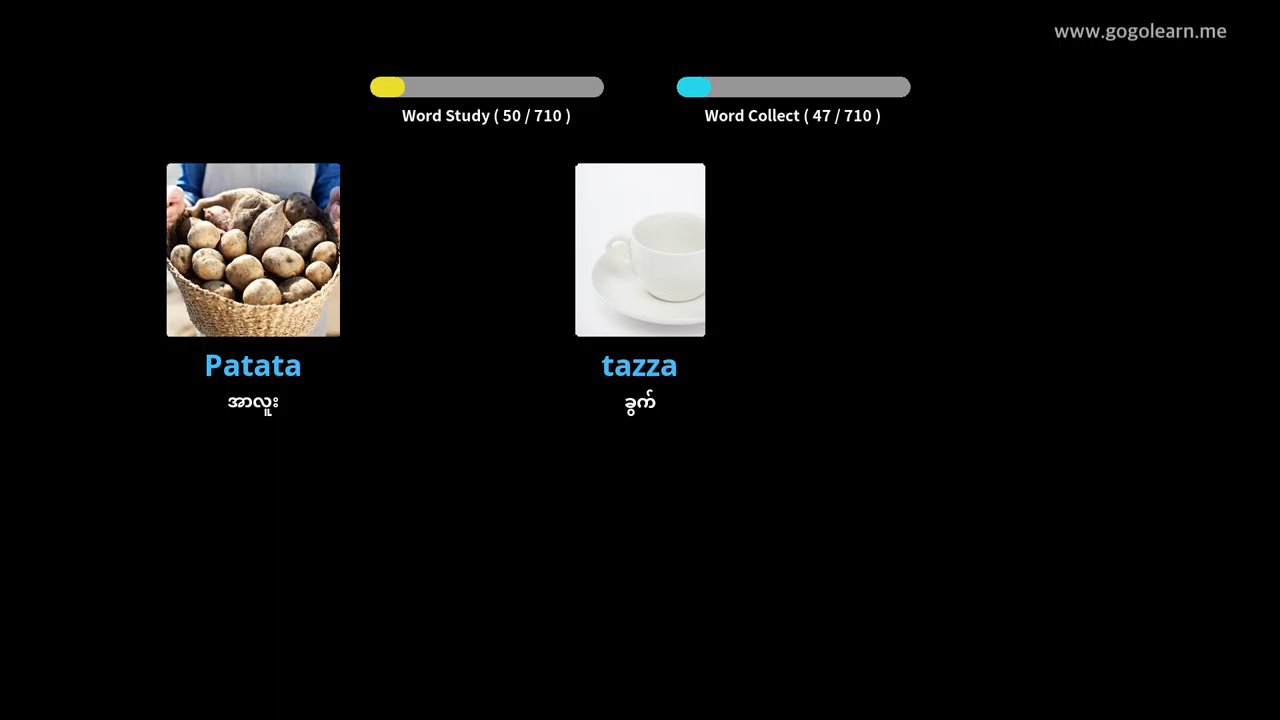 www.gogolearn.me
Word Study ( 50 / 710 )
Word Collect ( 47 / 710 )
Patata
အာလူး
tazza
ခွက်